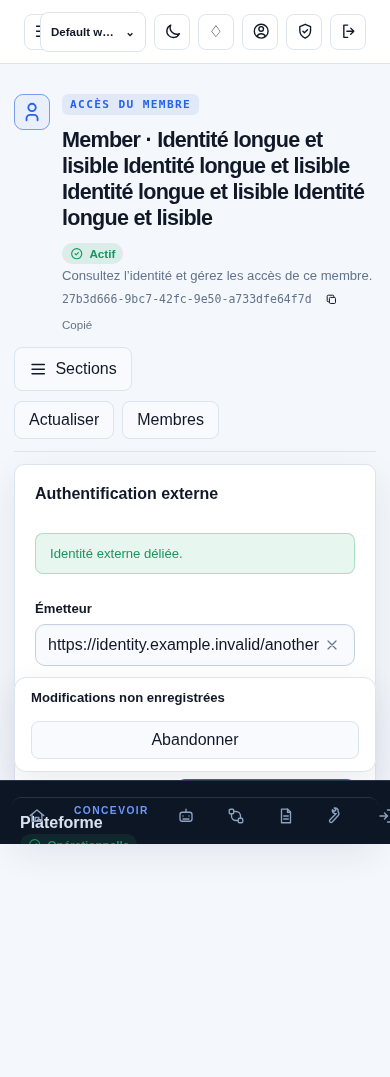 Default w... ⌄
ACCÈS DU MEMBRE
Member · Identité longue et
lisible Identité longue et lisible
Identité longue et lisible Identité
longue et lisible
Actif
Consultez l’identité et gérez les accès de ce membre.
27b3d666-9bc7-42fc-9e50-a733dfe64f7d
Copié
Sections
Actualiser
Membres
Authentification externe
Identité externe déliée.
Émetteur
https://identity.example.invalid/another
Modifications non enregistrées
Abandonner
CONCEVOIR
Plateforme
Opérationnelle